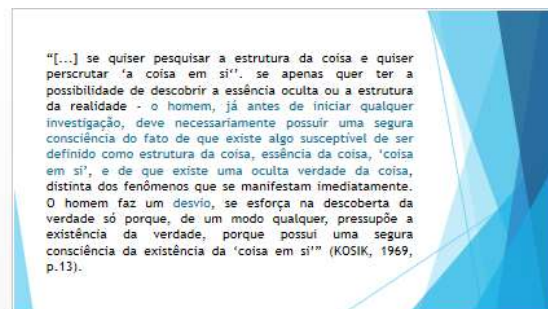 “[...] se quiser pesquisar a estrutura da coisa e quiser
perscrutar ‘a coisa em si’’. se apenas quer ter a
possibilidade de descobrir a essência oculta ou a estrutura
da realidade - o homem, já antes de iniciar qualquer
investigação, deve necessariamente possuir uma segura
consciência do fato de que existe algo susceptível de ser
definido como estrutura da coisa, essência da coisa, ‘coisa
em si’, e de que existe uma oculta verdade da coisa,
distinta dos fenômenos que se manifestam imediatamente.
O homem faz um desvio, se esforça na descoberta da
verdade só porque, de um modo qualquer, pressupõe a
existência da verdade, porque possui uma segura
consciência da existência da ‘coisa em si’” (KOSIK, 1969,
p.13).